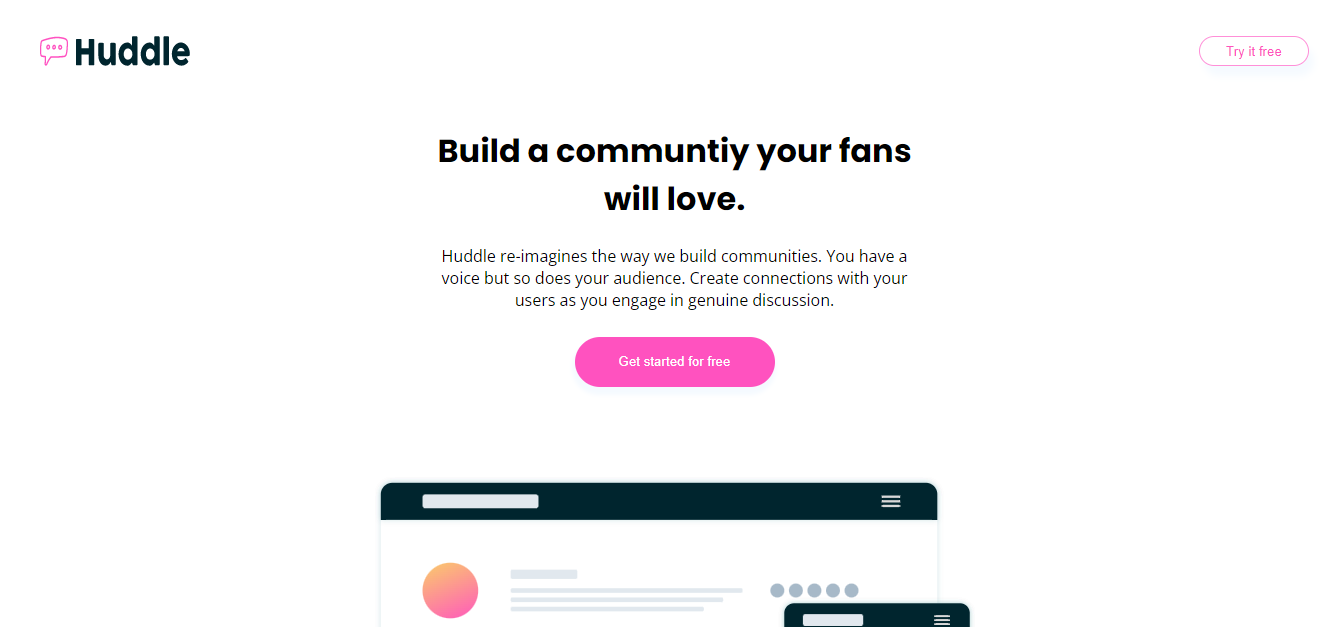 Huddle
Try it free
Build a communtiy your fans
will love.
Huddle re-imagines the way we build communities. You have a
voice but so does your audience. Create connections with your
users as you engage in genuine discussion.
Get started for free